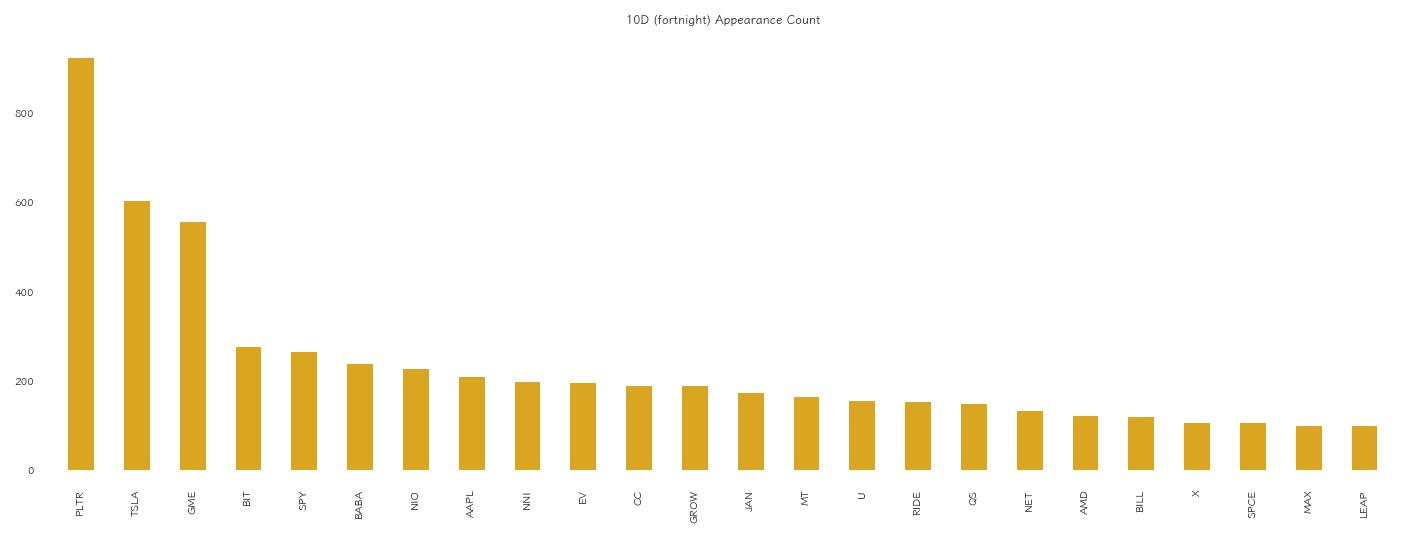 10D (fortnight) Appearance Count
800
600
400
200
0
PLTR
TSLA
GME
BIT
SPY
BABA
NIO
AAPL
NNI
EV
CC
GROW
JAN
MT
U
RIDE
QS
NET
AMD
BILL
X
SPCE
MAX
LEAP